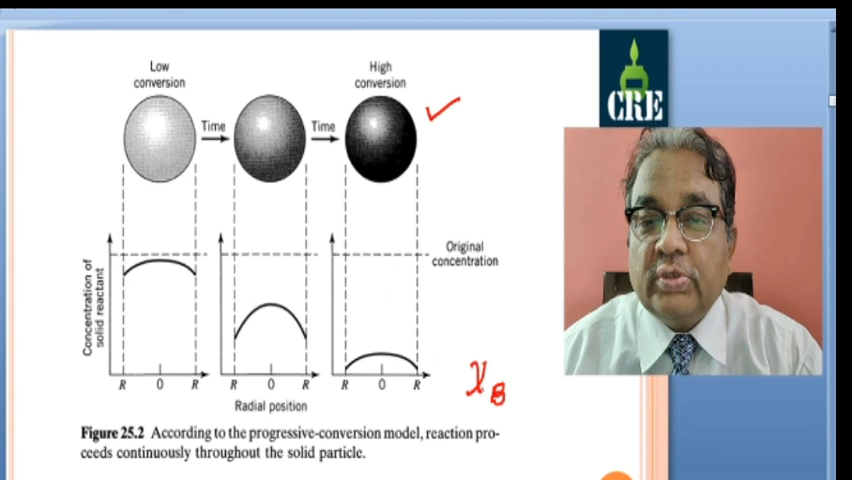 Low
conversion
High
conversion
Time
Time
CRE
Concentration of
solid reactant
Original
concentration
R 0 R
R 0 R
R 0 R
Radial position
X_B
Figure 25.2 According to the progressive-conversion model, reaction pro-
ceeds continuously throughout the solid particle.